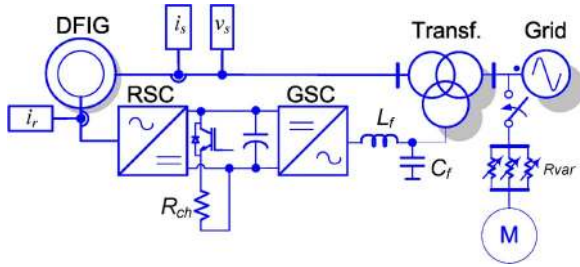 DFIG
i_s
v_s
Transf.
Grid
i_r
RSC
GSC
L_f
C_f
R_ch
Rvar
M